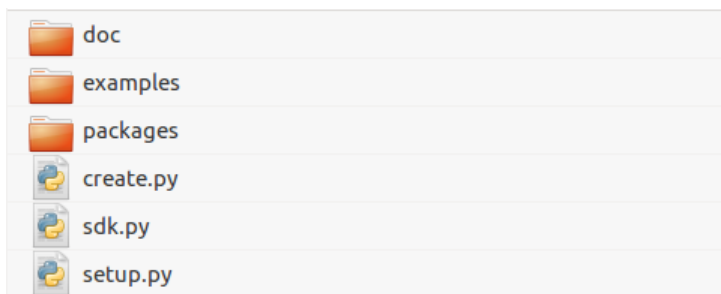 doc
examples
packages
create.py
sdk.py
setup.py